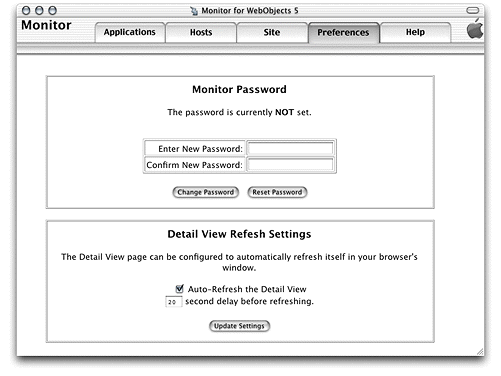 Monitor for WebObjects 5
Monitor
Applications
Hosts
Site
Preferences
Help
Monitor Password
The password is currently NOT set.
Enter New Password:
Confirm New Password:
Change Password
Reset Password
Detail View Refesh Settings
The Detail View page can be configured to automatically refresh itself in your browser's
window.
Auto-Refresh the Detail View
20 second delay before refreshing.
Update Settings